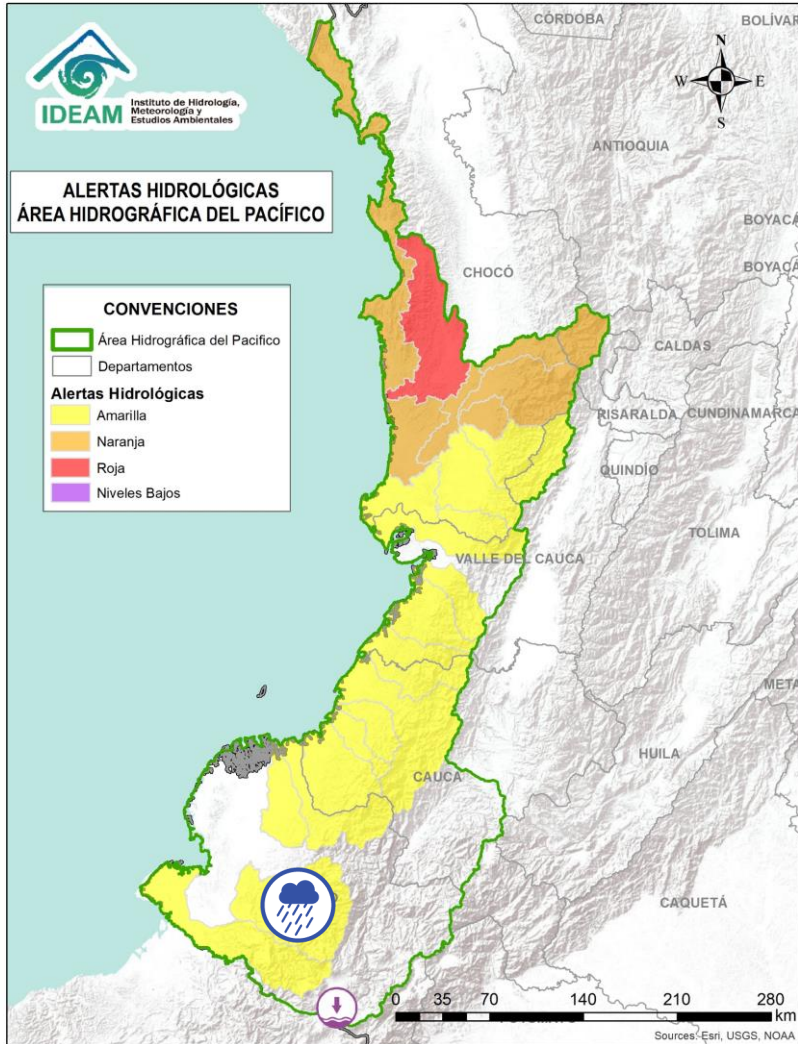 IDEAM
Instituto de Hidrología,
Meteorología y
Estudios Ambientales
ALERTAS HIDROLÓGICAS
ÁREA HIDROGRÁFICA DEL PACÍFICO
CONVENCIONES
Área Hidrográfica del Pacífico
Departamentos
Alertas Hidrológicas
Amarilla
Naranja
Roja
Niveles Bajos
N
W
E
S
CÓRDOBA
BOLÍVAR
ANTIOQUIA
BOYACÁ
BOYACÁ
CHOCÓ
CALDAS
RISARALDA
CUNDINAMARCA
QUINDÍO
TOLIMA
VALLE DEL CAUCA
META
HUILA
CAUCA
CAQUETÁ
0 35 70 140 210 280
km
Sources: Esri, USGS, NOAA